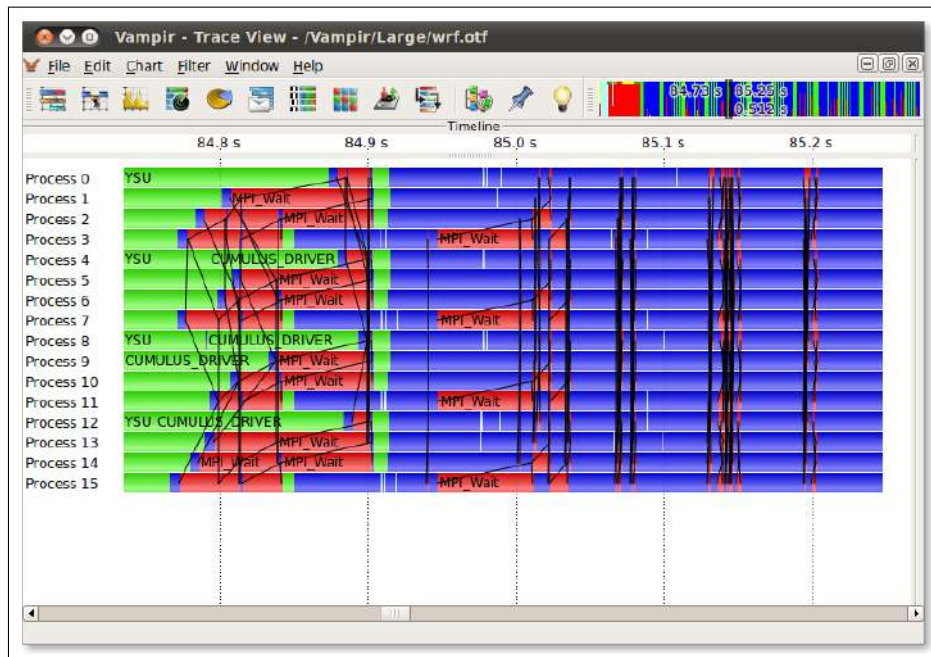 Vampir - Trace View - /Vampir/Large/wrf.otf
File Edit Chart Filter Window Help
84.73 s 85.25 s
0.512 s
Timeline
84.8 s 84.9 s 85.0 s 85.1 s 85.2 s
Process 0 YSU
Process 1 MPI_Wait
Process 2 MPI_Wait
Process 3 MPI_Wait
Process 4 YSU CUMULUS_DRIVER
Process 5 MPI_Wait
Process 6 MPI_Wait
Process 7 MPI_Wait
Process 8 YSU CUMULUS_DRIVER
Process 9 CUMULUS_DRIVER MPI_Wait
Process 10 MPI_Wait
Process 11 MPI_Wait
Process 12 YSU CUMULUS_DRIVER
Process 13 MPI_Wait
Process 14 MPI_Wait MPI_Wait
Process 15 MPI_Wait